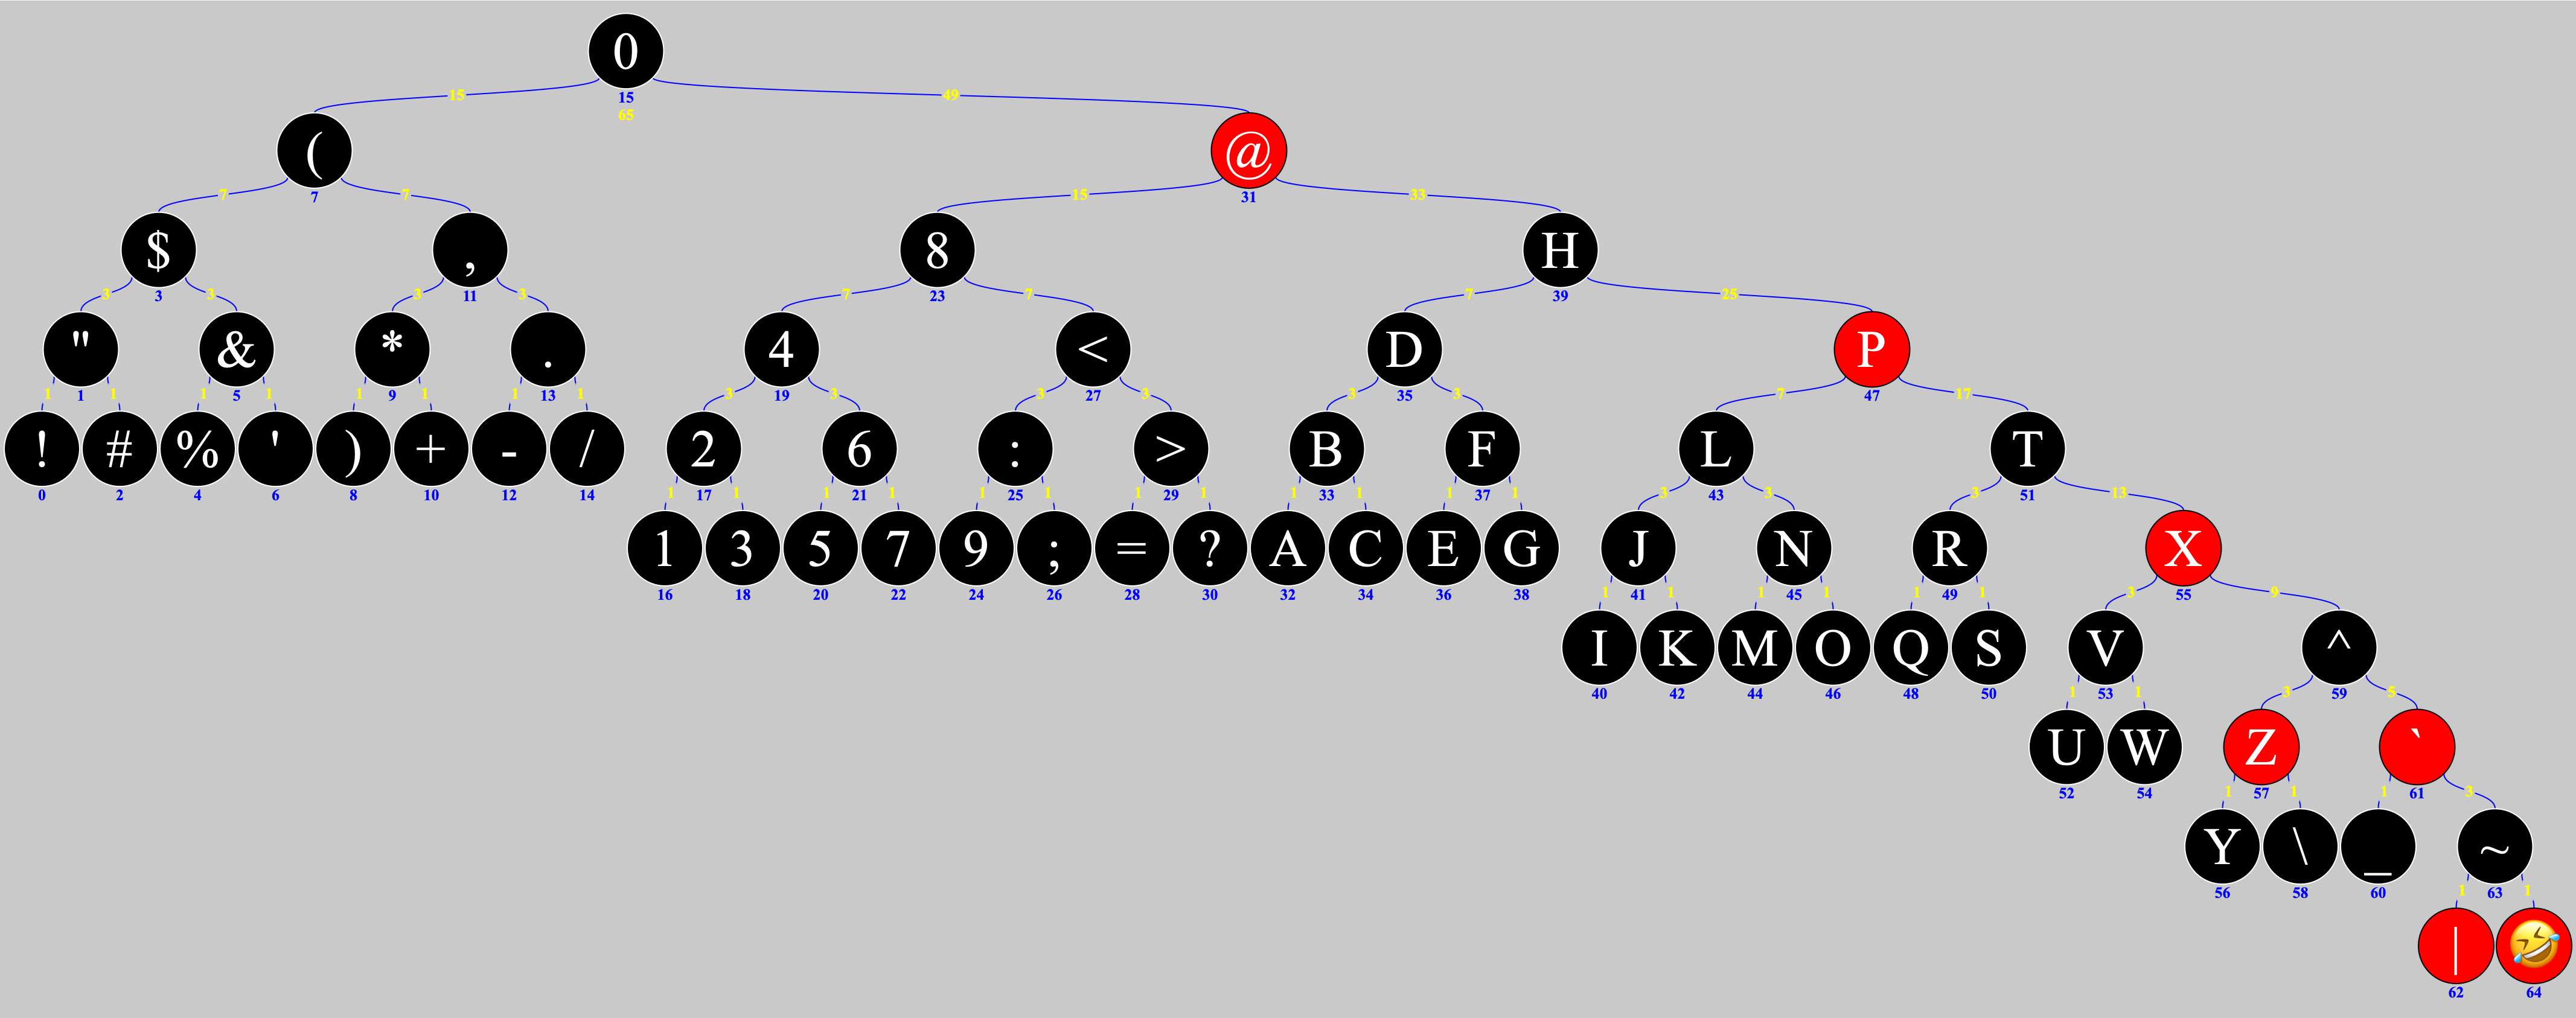 0
15
15 49
65
( @
7 31
7 7 15 33
$ , 8 H
3 11 23 39
3 3 3 3 7 7 7 25
" & * . 4 < D P
1 1 1 1 5 1 1 9 1 1 13 1 19 27 35 47
3 3 3 3 3 3 7 17
! # % ' ) + - / 2 6 : > B F L T
0 2 4 6 8 10 12 14 1 17 1 1 21 1 1 25 1 1 29 1 1 33 1 1 37 1 43 51
3 3 3 13
1 3 5 7 9 ; = ? A C E G J N R X
16 18 20 22 24 26 28 30 32 34 36 38 1 41 1 1 45 1 1 49 1 55
3 9
I K M O Q S V ^
40 42 44 46 48 50 1 53 1 59
3 5
U W Z `
52 54 1 57 1 1 61 3
Y \ _ ~
56 58 60 1 63 1
| 🤣
62 64